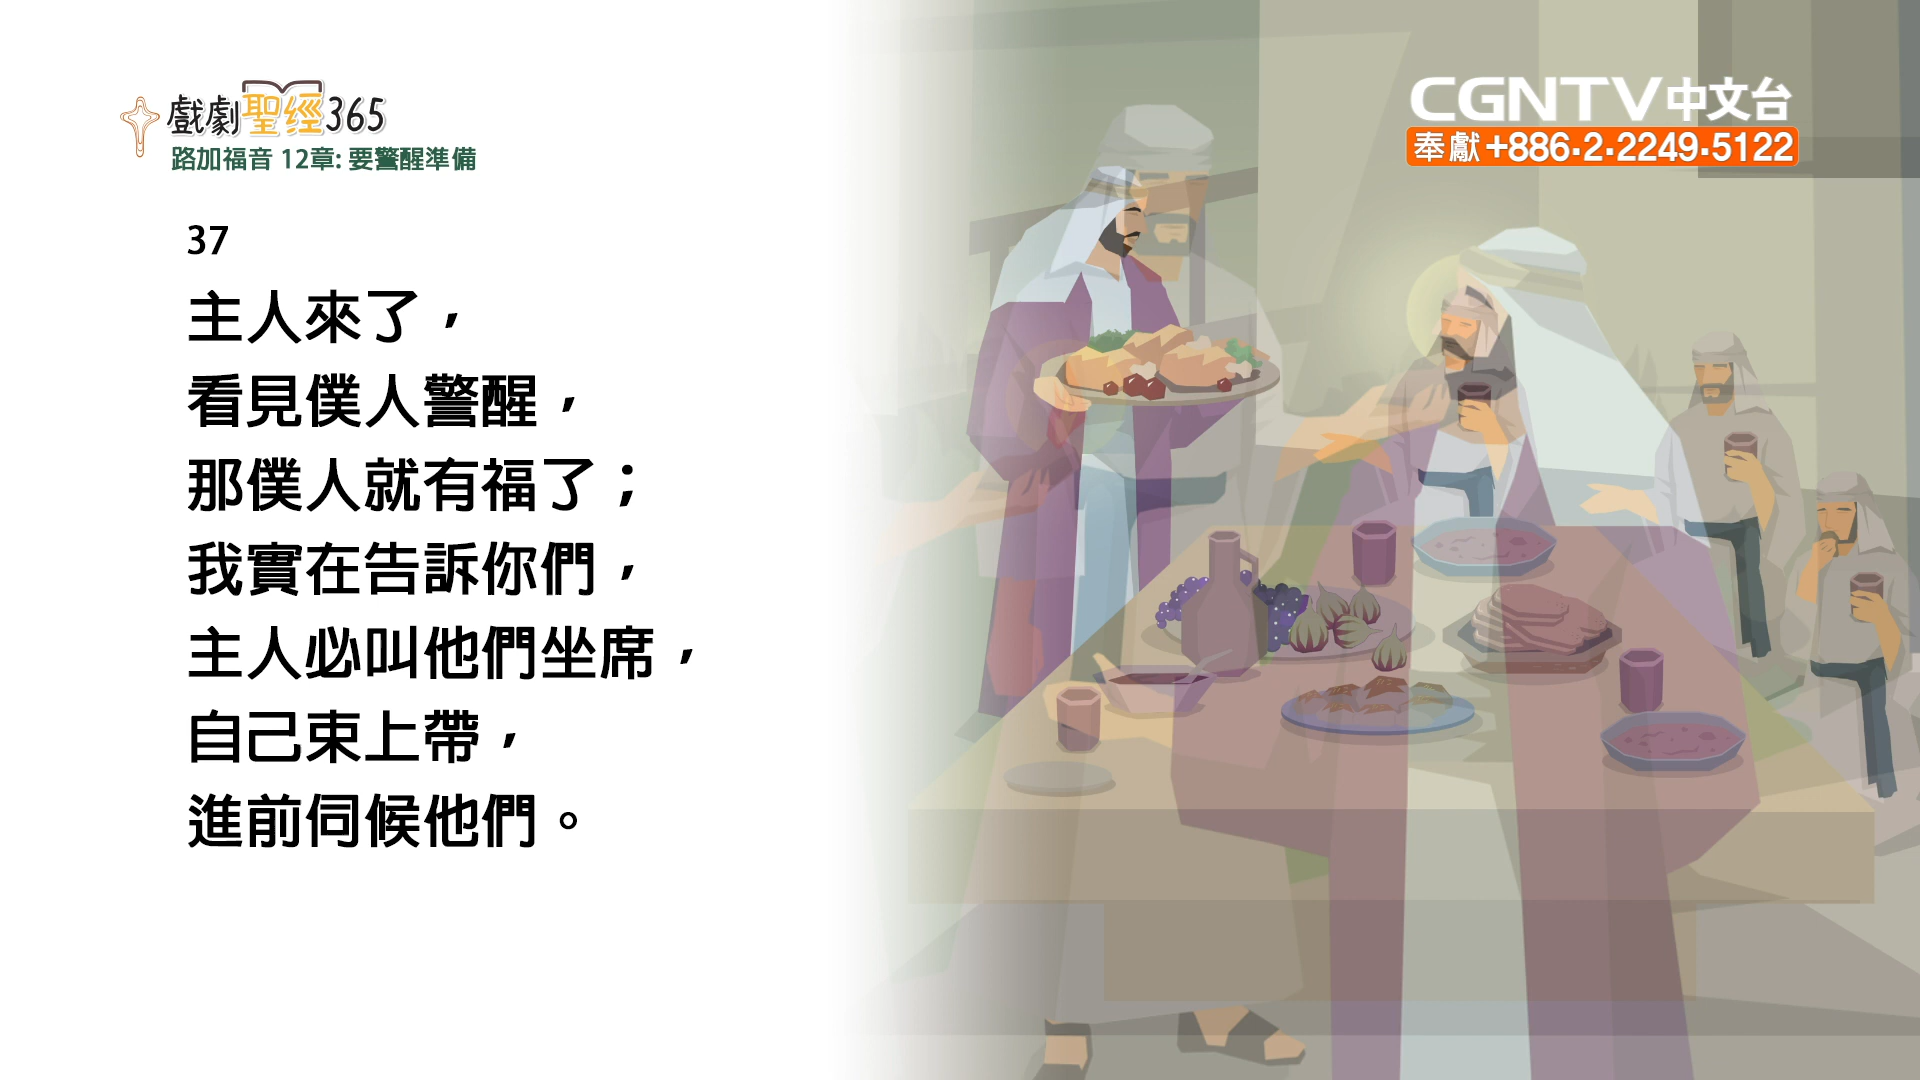 戲劇聖經365
路加福音 12章: 要警醒準備
CGNTV中文台
奉獻+886·2·2249·5122
37
主人來了，
看見僕人警醒，
那僕人就有福了；
我實在告訴你們，
主人必叫他們坐席，
自己束上帶，
進前伺候他們。